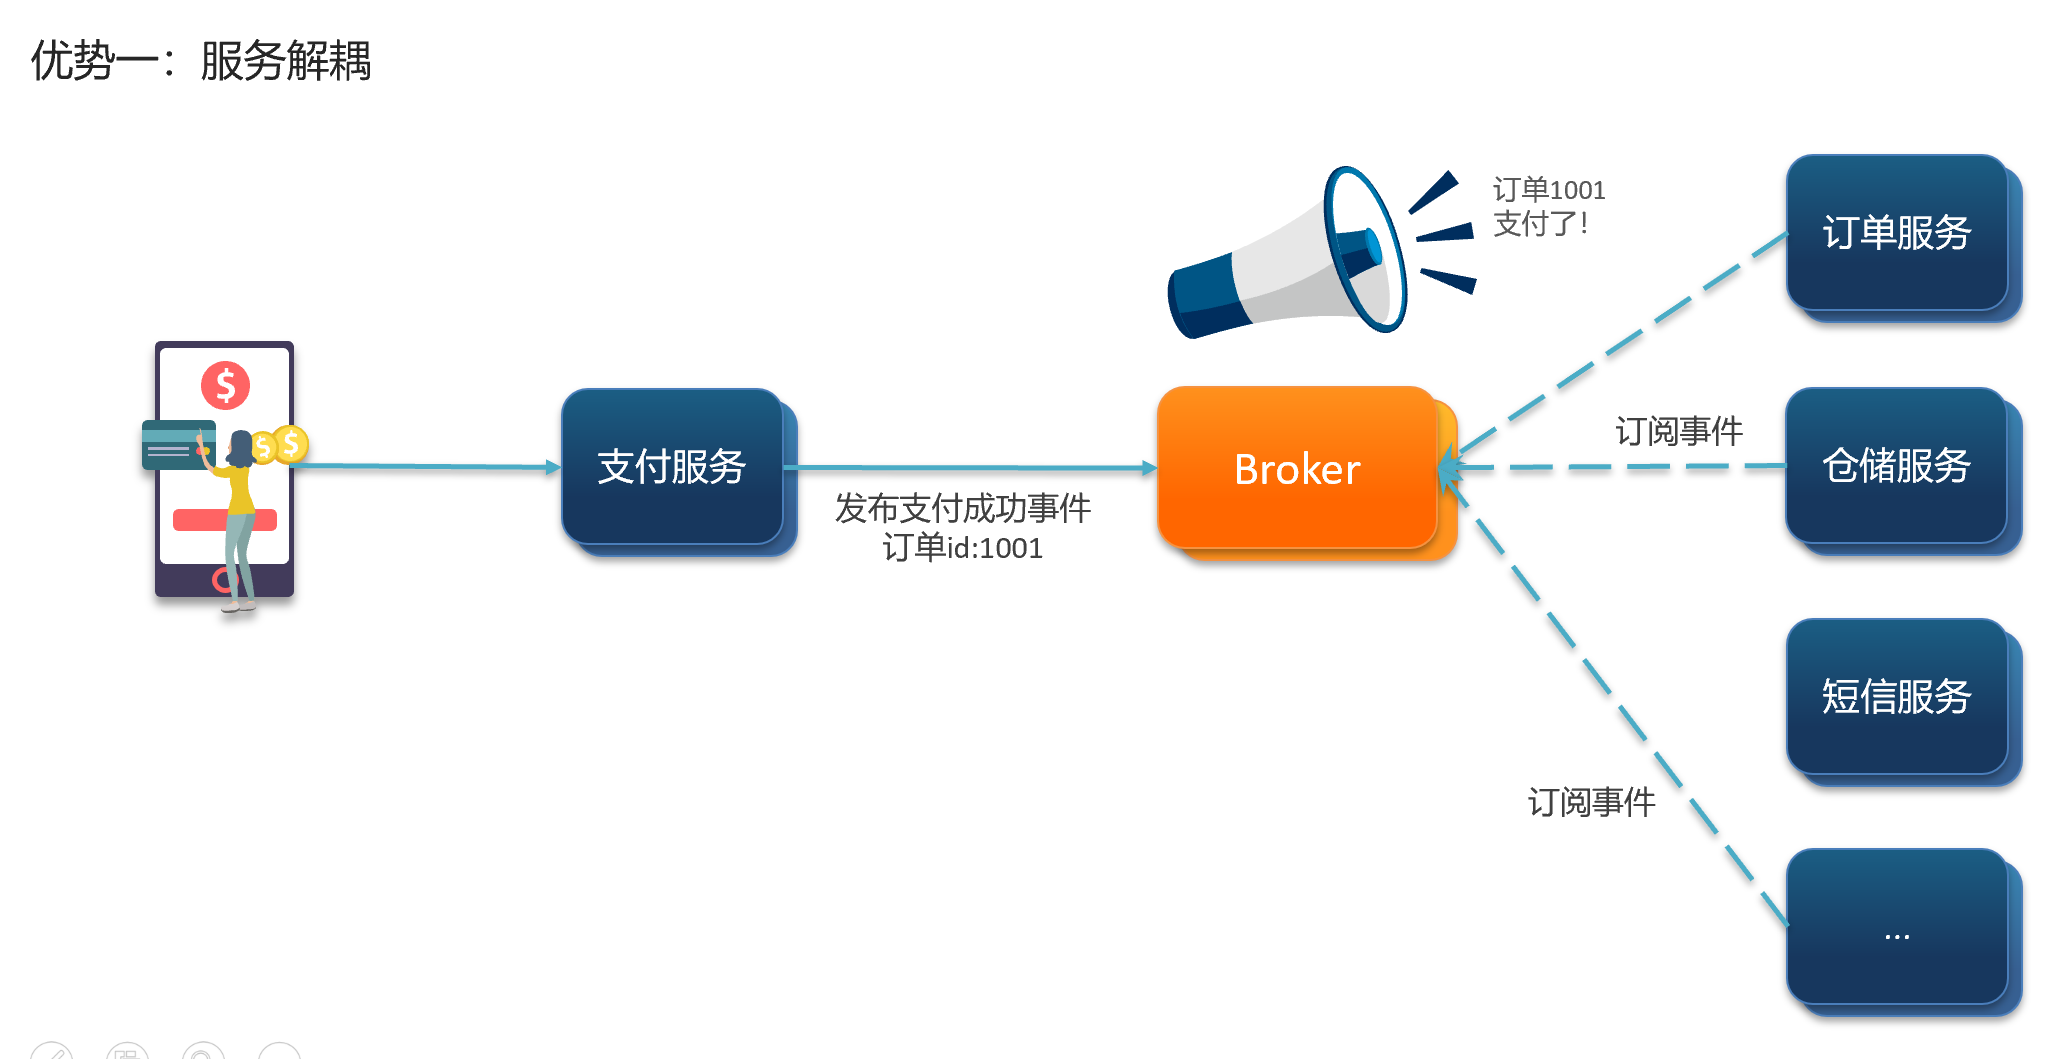 优势一：服务解耦
订单1001
支付了！
订单服务
订阅事件
支付服务
Broker
仓储服务
发布支付成功事件
订单id:1001
短信服务
订阅事件
...
$
$
$